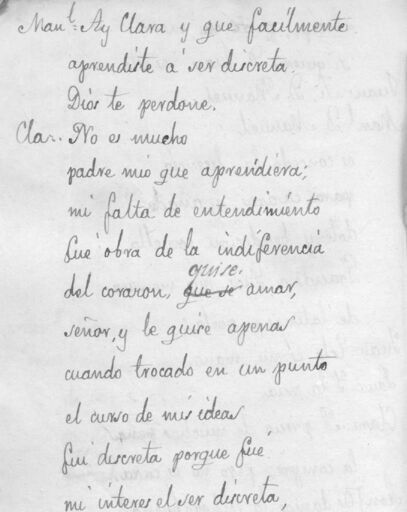 Man.l: Ay Clara y que facilmente
aprendiste a ser discreta.
Dios te perdone.
Cla.. No es mucho
padre mio que aprendiera;
mi falta de entendimiento
fué obra de la indiferencia
quise.
del corazon, que se amar,
señor, y le quise apenas
cuando trocado en un punto
el curso de mis ideas
fui discreta porque fué
mi interes el ser discreta,